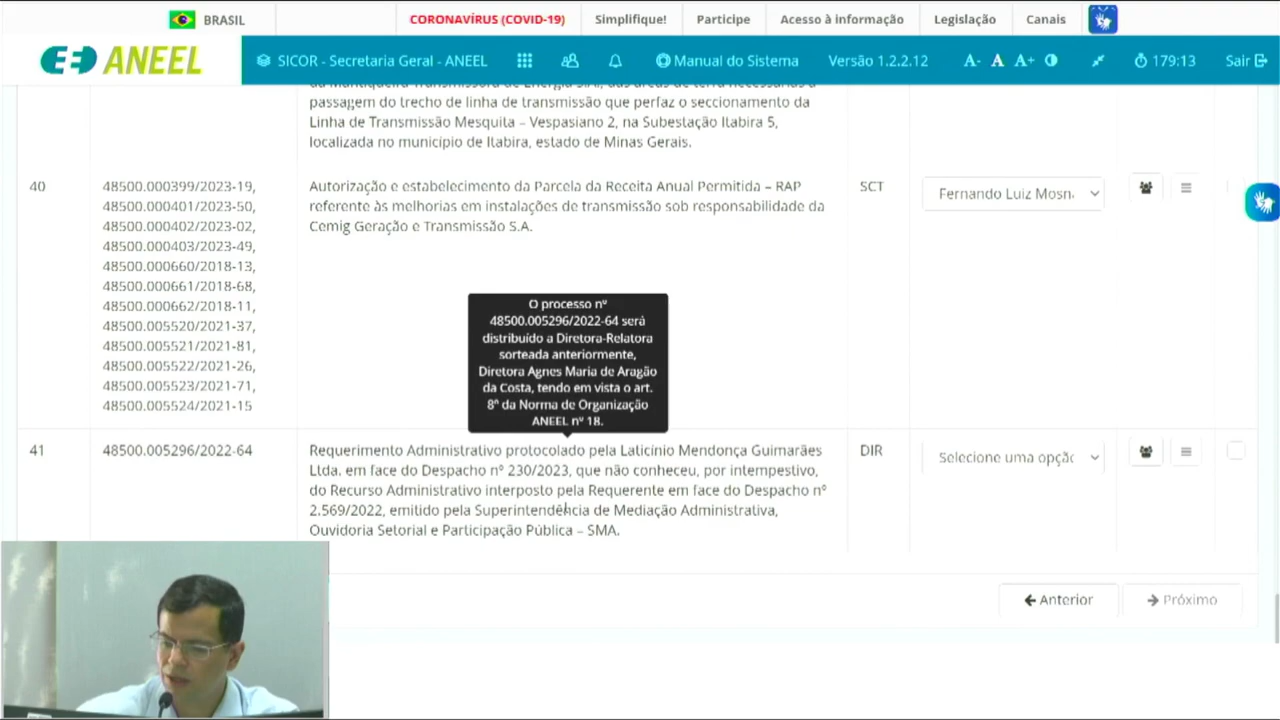 BRASIL
CORONAVÍRUS (COVID-19)
Simplifique!
Participe
Acesso à informação
Legislação
Canais
ANEEL
SICOR - Secretaria Geral - ANEEL
Manual do Sistema
Versão 1.2.2.12
A-
A
A+
179:13
Sair
da Mantiqueira Transmissora de Energia S.A., das áreas de terra necessárias à
passagem do trecho de linha de transmissão que perfaz o seccionamento da
Linha de Transmissão Mesquita – Vespasiano 2, na Subestação Itabira 5,
localizada no município de Itabira, estado de Minas Gerais.
40
48500.000399/2023-19,
48500.000401/2023-50,
48500.000402/2023-02,
48500.000403/2023-49,
48500.000660/2018-13,
48500.000661/2018-68,
48500.000662/2018-11,
48500.005520/2021-37,
48500.005521/2021-81,
48500.005522/2021-26,
48500.005523/2021-71,
48500.005524/2021-15
Autorização e estabelecimento da Parcela da Receita Anual Permitida – RAP
referente às melhorias em instalações de transmissão sob responsabilidade da
Cemig Geração e Transmissão S.A.
SCT
Fernando Luiz Mosn
O processo nº
48500.005296/2022-64 será
distribuído a Diretora-Relatora
sorteada anteriormente,
Diretora Agnes Maria de Aragão
da Costa, tendo em vista o art.
8º da Norma de Organização
ANEEL nº 18.
41
48500.005296/2022-64
Requerimento Administrativo protocolado pela Laticínio Mendonça Guimarães
Ltda. em face do Despacho nº 230/2023, que não conheceu, por intempestivo,
do Recurso Administrativo interposto pela Requerente em face do Despacho nº
2.569/2022, emitido pela Superintendência de Mediação Administrativa,
Ouvidoria Setorial e Participação Pública – SMA.
DIR
Selecione uma opçã
Anterior
Próximo